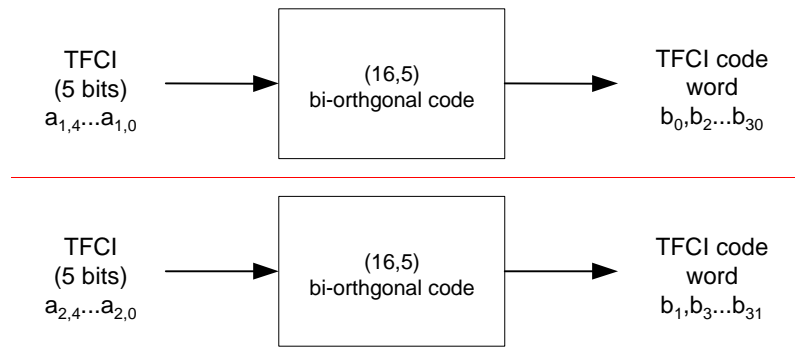 TFCI
(5 bits)
a1,4...a1,0
(16,5)
bi-orthgonal code
TFCI code
word
b0,b2...b30
TFCI
(5 bits)
a2,4...a2,0
(16,5)
bi-orthgonal code
TFCI code
word
b1,b3...b31